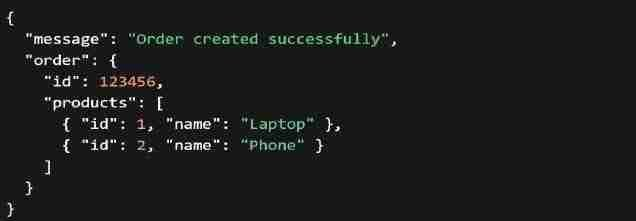 {
  "message": "Order created successfully",
  "order": {
    "id": 123456,
    "products": [
      { "id": 1, "name": "Laptop" },
      { "id": 2, "name": "Phone" }
    ]
  }
}